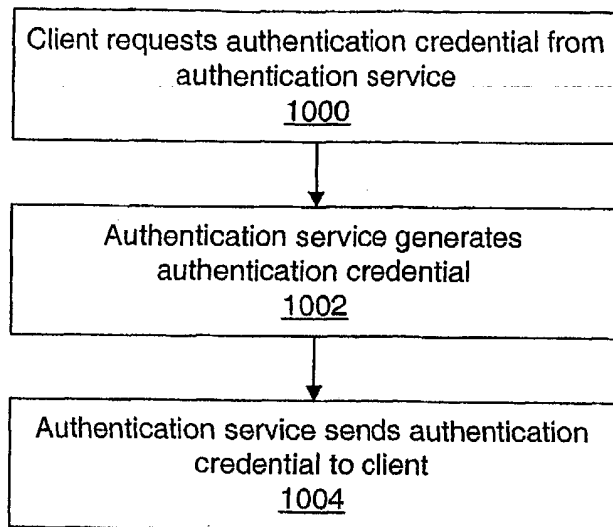 Client requests authentication credential from
authentication service
1000
Authentication service generates
authentication credential
1002
Authentication service sends authentication
credential to client
1004